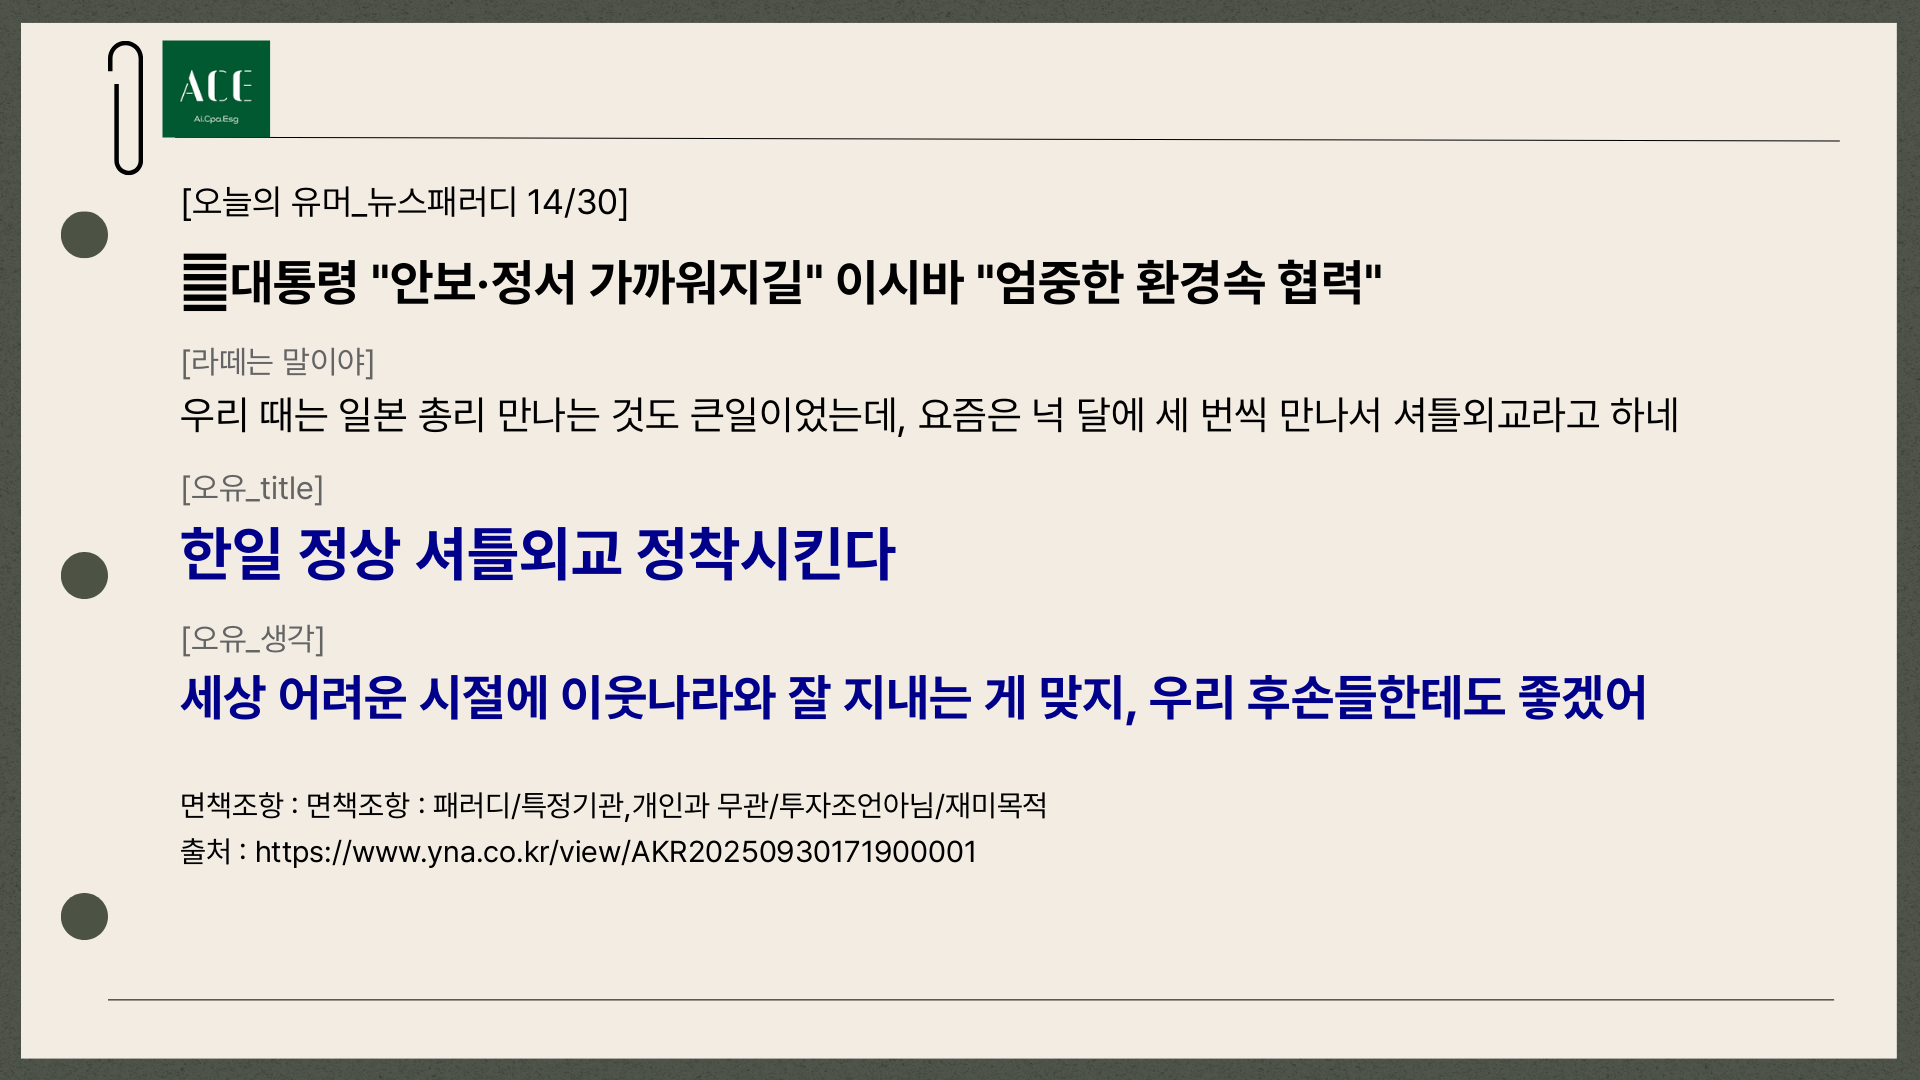 ACE
Ai.Cpa.Esg
[오늘의 유머_뉴스패러디 14/30]
대통령 "안보·정서 가까워지길" 이시바 "엄중한 환경속 협력"
[라떼는 말이야]
우리 때는 일본 총리 만나는 것도 큰일이었는데, 요즘은 넉 달에 세 번씩 만나서 셔틀외교라고 하네
[오유_title]
한일 정상 셔틀외교 정착시킨다
[오유_생각]
세상 어려운 시절에 이웃나라와 잘 지내는 게 맞지, 우리 후손들한테도 좋겠어
면책조항 : 면책조항 : 패러디/특정기관,개인과 무관/투자조언아님/재미목적
출처 : https://www.yna.co.kr/view/AKR20250930171900001